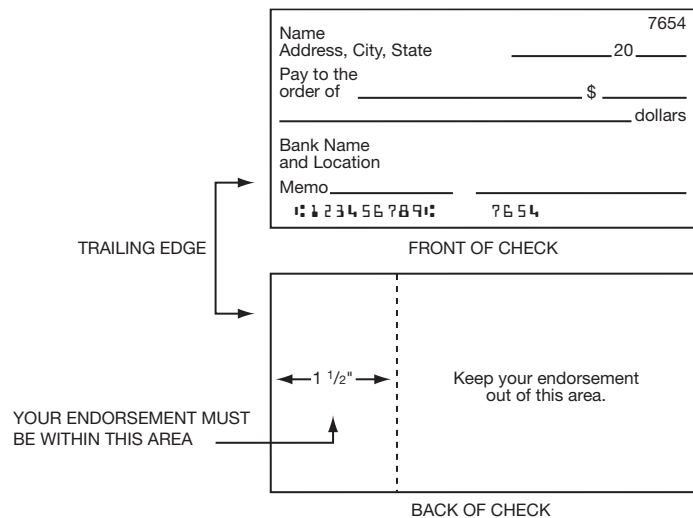 7654
Name
Address, City, State 20
Pay to the
order of $
dollars
Bank Name
and Location
Memo
⑆123456789⑆ 7654
TRAILING EDGE
FRONT OF CHECK
1 1/2"
Keep your endorsement
out of this area.
YOUR ENDORSEMENT MUST
BE WITHIN THIS AREA
BACK OF CHECK